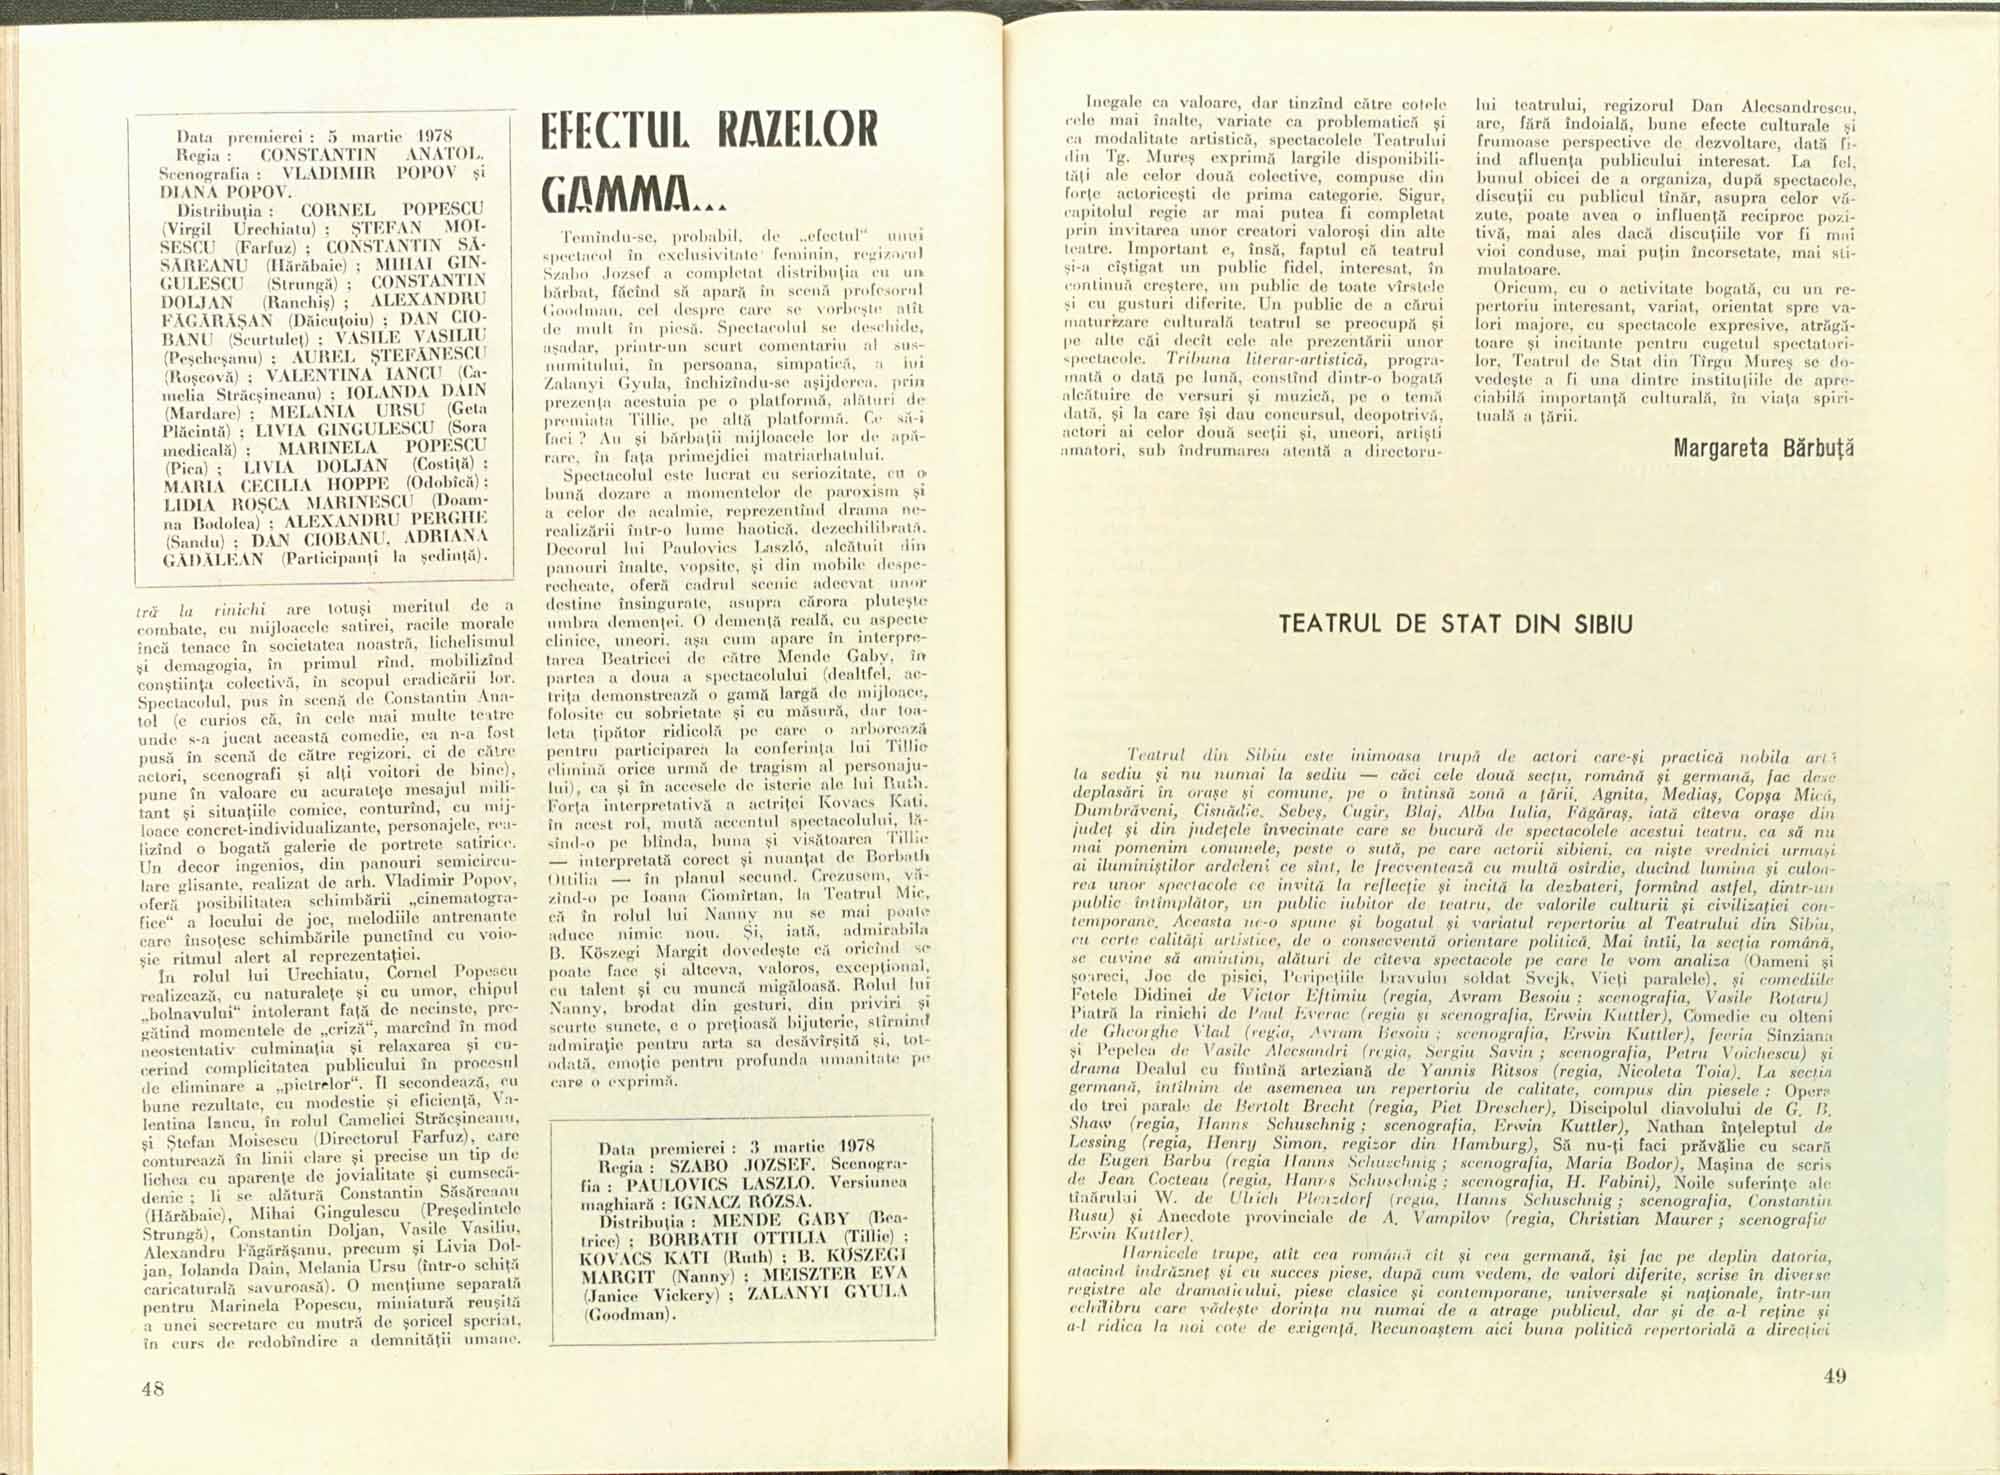 Data premierei : 5 martie 1978
Regia : CONSTANTIN ANATOL.
Scenografia : VLADIMIR POPOV și
DIANA POPOV.
Distribuția : CORNEL POPESCU
(Virgil Urechiatu) ; ȘTEFAN MOI-
SESCU (Farfuz) ; CONSTANTIN SĂ-
SĂREANU (Hărăbaie) ; MIHAI GIN-
GULESCU (Strungă) ; CONSTANTIN
DOLJAN (Ranchiș) ; ALEXANDRU
FĂGĂRĂȘAN (Dăicuțoiu) ; DAN CIO-
BANU (Scurtuleț) ; VASILE VASILIU
(Peșcheșanu) ; AUREL ȘTEFĂNESCU
(Roșcovă) ; VALENTINA IANCU (Ca-
melia Străcșineanu) ; IOLANDA DAIN
(Mardare) ; MELANIA URSU (Geta
Plăcintă) ; LIVIA GINGULESCU (Sora
medicală) ; MARINELA POPESCU
(Pica) ; LIVIA DOLJAN (Costiță) ;
MARIA CECILIA HOPPE (Odobică) ;
LIDIA ROȘCA MARINESCU (Doam-
na Bodolea) ; ALEXANDRU PERGHE
(Sandu) ; DAN CIOBANU, ADRIANA
GĂDĂLEAN (Participanți la ședință).
tră la rinichi are totuși meritul de a
combate, cu mijloacele satirei, racile morale
încă tenace în societatea noastră, lichelismul
și demagogia, în primul rînd, mobilizînd
conștiința colectivă, în scopul eradicării lor.
Spectacolul, pus în scenă de Constantin Ana-
tol (e curios că, în cele mai multe teatre
unde s-a jucat această comedie, ea n-a fost
pusă în scenă de către regizori, ci de către
actori, scenografi și alți voitori de bine),
pune în valoare cu acuratețe mesajul mili-
tant și situațiile comice, conturînd, cu mij-
loace concret-individualizante, personajele, rea-
lizînd o bogată galerie de portrete satirice.
Un decor ingenios, din panouri semicircu-
lare glisante, realizat de arh. Vladimir Popov,
oferă posibilitatea schimbării „cinematogra-
fice“ a locului de joc, melodiile antrenante
care însoțesc schimbările punctînd cu voio-
șie ritmul alert al reprezentației.
In rolul lui Urechiatu, Cornel Popescu
realizează, cu naturalețe și cu umor, chipul
„bolnavului“ intolerant față de necinste, pre-
gătind momentele de „criză“, marcînd în mod
neostentativ culminația și relaxarea și cu-
cerind complicitatea publicului în procesul
de eliminare a „pietrelor“. Îl secondează, cu
bune rezultate, cu modestie și eficiență, Va-
lentina Iancu, în rolul Cameliei Străcșineanu,
și Ștefan Moisescu (Directorul Farfuz), care
conturează în linii clare și precise un tip de
lichea cu aparențe de jovialitate și cumsecă-
denie ; li se alătură Constantin Săsăreanu
(Hărăbaie), Mihai Gingulescu (Președintele
Strungă), Constantin Doljan, Vasile Vasiliu,
Alexandru Făgărășanu, precum și Livia Dol-
jan, Iolanda Dain, Melania Ursu (într-o schiță
caricaturală savuroasă). O mențiune separată
pentru Marinela Popescu, miniatură reușită
a unei secretare cu mutră de șoricel speriat,
în curs de redobîndire a demnității umane.
48
EFECTUL RAZELOR
GAMMA...
Temîndu-se, probabil, de „efectul“ unui
spectacol în exclusivitate feminin, regizorul
Szabo Jozsef a completat distribuția cu un
bărbat, făcînd să apară în scenă profesorul
Goodman, cel despre care se vorbește atît
de mult în piesă. Spectacolul se deschide,
așadar, printr-un scurt comentariu al sus-
numitului, în persoana, simpatică, a lui
Zalanyi Gyula, închizîndu-se așijderea, prin
prezența acestuia pe o platformă, alături de
premiata Tillie, pe altă platformă. Ce să-i
faci ? Au și bărbații mijloacele lor de apă-
rare, în fața primejdiei matriarhatului.
Spectacolul este lucrat cu seriozitate, cu o
bună dozare a momentelor de paroxism și
a celor de acalmie, reprezentînd drama ne-
realizării într-o lume haotică, dezechilibrată.
Decorul lui Paulovics Laszló, alcătuit din
panouri înalte, vopsite, și din mobile despe-
recheate, oferă cadrul scenic adecvat unor
destine însingurate, asupra cărora plutește
umbra demenței. O demență reală, cu aspecte
clinice, uneori, așa cum apare în interpre-
tarea Beatricei de către Mende Gaby, în
partea a doua a spectacolului (dealtfel, ac-
trița demonstrează o gamă largă de mijloace,
folosite cu sobrietate și cu măsură, dar toa-
leta țipător ridicolă pe care o arborează
pentru participarea la conferința lui Tillie
elimină orice urmă de tragism al personaju-
lui), ca și în accesele de isterie ale lui Ruth.
Forța interpretativă a actriței Kovacs Kati,
în acest rol, mută accentul spectacolului, lă-
sînd-o pe blînda, buna și visătoarea Tillie
— interpretată corect și nuanțat de Borbath
Ottilia — în planul secund. Crezusem, vă-
zînd-o pe Ioana Ciomîrtan, la Teatrul Mic,
că în rolul lui Nanny nu se mai poate
aduce nimic nou. Și, iată, admirabila
B. Köszegi Margit dovedește că oricînd se
poate face și altceva, valoros, excepțional,
cu talent și cu muncă migăloasă. Rolul lui
Nanny, brodat din gesturi, din priviri și
scurte sunete, e o prețioasă bijuterie, stîrnind
admirație pentru arta sa desăvîrșită și, tot-
odată, emoție pentru profunda umanitate pe
care o exprimă.
Data premierei : 3 martie 1978
Regia : SZABO JOZSEF. Scenogra-
fia : PAULOVICS LASZLO. Versiunea
maghiară : IGNACZ RÓZSA.
Distribuția : MENDE GABY (Bea-
trice) ; BORBATH OTTILIA (Tillie) ;
KOVACS KATI (Ruth) ; B. KÖSZEGI
MARGIT (Nanny) ; MEISZTER EVA
(Janice Vickery) ; ZALANYI GYULA
(Goodman).
Inegale ca valoare, dar tinzînd către cotele
cele mai înalte, variate ca problematică și
ca modalitate artistică, spectacolele Teatrului
din Tg. Mureș exprimă largile disponibili-
tăți ale celor două colective, compuse din
forțe actoricești de prima categorie. Sigur,
capitolul regie ar mai putea fi completat
prin invitarea unor creatori valoroși din alte
teatre. Important e, însă, faptul că teatrul
și-a cîștigat un public fidel, interesat, în
continuă creștere, un public de toate vîrstele
și cu gusturi diferite. Un public de a cărui
maturizare culturală teatrul se preocupă și
pe alte căi decît cele ale prezentării unor
spectacole. Tribuna literar-artistică, progra-
mată o dată pe lună, constînd dintr-o bogată
alcătuire de versuri și muzică, pe o temă
dată, și la care își dau concursul, deopotrivă,
actori ai celor două secții și, uneori, artiști
amatori, sub îndrumarea atentă a directoru-
lui teatrului, regizorul Dan Alecsandrescu,
are, fără îndoială, bune efecte culturale și
frumoase perspective de dezvoltare, dată fi-
ind afluența publicului interesat. La fel,
bunul obicei de a organiza, după spectacole,
discuții cu publicul tînăr, asupra celor vă-
zute, poate avea o influență reciproc pozi-
tivă, mai ales dacă discuțiile vor fi mai
vioi conduse, mai puțin încorsetate, mai sti-
mulatoare.
Oricum, cu o activitate bogată, cu un re-
pertoriu interesant, variat, orientat spre va-
lori majore, cu spectacole expresive, atrăgă-
toare și incitante pentru cugetul spectatori-
lor, Teatrul de Stat din Tîrgu Mureș se do-
vedește a fi una dintre instituțiile de apre-
ciabilă importanță culturală, în viața spiri-
tuală a țării.
Margareta Bărbuță
TEATRUL DE STAT DIN SIBIU
Teatrul din Sibiu este inimoasa trupă de actori care-și practică nobila artă
la sediu și nu numai la sediu — căci cele două secții, română și germană, fac dese
deplasări în orașe și comune, pe o întinsă zonă a țării. Agnita, Mediaș, Copșa Mică,
Dumbrăveni, Cisnădie, Sebeș, Cugir, Blaj, Alba Iulia, Făgăraș, iată cîteva orașe din
județ și din județele învecinate care se bucură de spectacolele acestui teatru, ca să nu
mai pomenim comunele, peste o sută, pe care actorii sibieni, ca niște vrednici urmași
ai iluminiștilor ardeleni ce sînt, le frecventează cu multă osîrdie, ducînd lumina și culoa-
rea unor spectacole ce invită la reflecție și incită la dezbateri, formînd astfel, dintr-un
public întîmplător, un public iubitor de teatru, de valorile culturii și civilizației con-
temporane. Aceasta ne-o spune și bogatul și variatul repertoriu al Teatrului din Sibiu,
cu certe calități artistice, de o consecventă orientare politică. Mai întîi, la secția română,
se cuvine să amintim, alături de cîteva spectacole pe care le vom analiza (Oameni și
șoareci, Joc de pisici, Peripețiile bravului soldat Svejk, Vieți paralele), și comediile
Fetele Didinei de Victor Eftimiu (regia, Avram Besoiu ; scenografia, Vasile Rotaru)
Piatră la rinichi de Paul Everac (regia și scenografia, Erwin Kuttler), Comedie cu olteni
de Gheorghe Vlad (regia, Avram Besoiu ; scenografia, Erwin Kuttler), feeria Sinziana
și Pepelea de Vasile Alecsandri (regia, Sergiu Savin ; scenografia, Petru Voichescu) și
drama Dealul cu fîntînă arteziană de Yannis Ritsos (regia, Nicoleta Toia). La secția
germană, întîlnim de asemenea un repertoriu de calitate, compus din piesele : Opera
de trei parale de Bertolt Brecht (regia, Piet Drescher), Discipolul diavolului de G. B.
Shaw (regia, Hanns Schuschnig ; scenografia, Erwin Kuttler), Nathan înțeleptul de
Lessing (regia, Henry Simon, regizor din Hamburg), Să nu-ți faci prăvălie cu scară
de Eugen Barbu (regia Hanns Schuschnig ; scenografia, Maria Bodor), Mașina de scris
de Jean Cocteau (regia, Hanns Schuschnig ; scenografia, H. Fabini), Noile suferințe ale
tînărului W. de Ulrich Plenzdorf (regia, Hanns Schuschnig ; scenografia, Constantin
Rusu) și Anecdote provinciale de A. Vampilov (regia, Christian Maurer ; scenografia
Erwin Kuttler).
Harnicele trupe, atît cea română cît și cea germană, își fac pe deplin datoria,
atacînd îndrăzneț și cu succes piese, după cum vedem, de valori diferite, scrise în diverse
registre ale dramaticului, piese clasice și contemporane, universale și naționale, într-un
echilibru care vădește dorința nu numai de a atrage publicul, dar și de a-l reține și
a-l ridica la noi cote de exigență. Recunoaștem aici buna politică repertorială a direcției
49